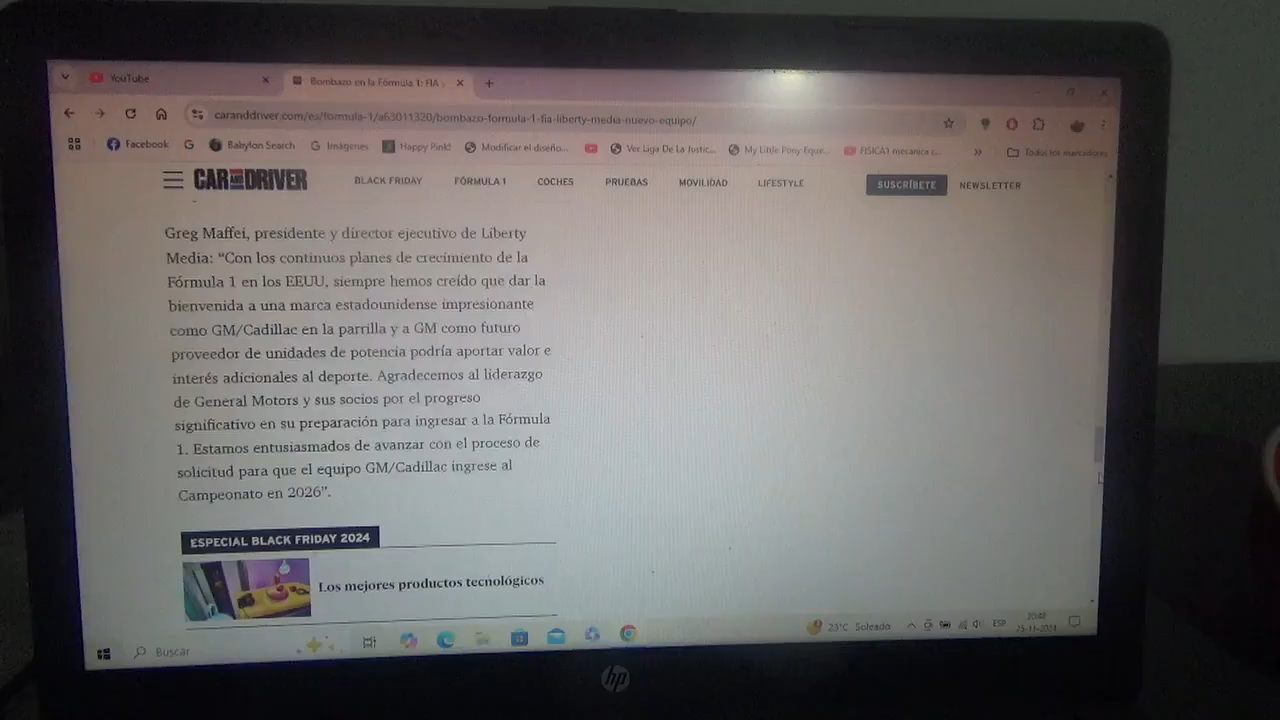 YouTube
Bombazo en la Fórmula 1: FIA y
caranddriver.com/es/formula-1/a63011320/bombazo-formula-1-fia-liberty-media-nuevo-equipo/
Facebook
Babylon Search
Imágenes
Happy Pink!
Modificar el diseño...
Ver Liga De La Justic...
My Little Pony Eque...
FISICA1 mecanica c...
Todos los marcadores
CAR AND DRIVER
BLACK FRIDAY
FÓRMULA 1
COCHES
PRUEBAS
MOVILIDAD
LIFESTYLE
SUSCRÍBETE
NEWSLETTER
Greg Maffei, presidente y director ejecutivo de Liberty
Media: “Con los continuos planes de crecimiento de la
Fórmula 1 en los EEUU, siempre hemos creído que dar la
bienvenida a una marca estadounidense impresionante
como GM/Cadillac en la parrilla y a GM como futuro
proveedor de unidades de potencia podría aportar valor e
interés adicionales al deporte. Agradecemos al liderazgo
de General Motors y sus socios por el progreso
significativo en su preparación para ingresar a la Fórmula
1. Estamos entusiasmados de avanzar con el proceso de
solicitud para que el equipo GM/Cadillac ingrese al
Campeonato en 2026”.
ESPECIAL BLACK FRIDAY 2024
Los mejores productos tecnológicos
Buscar
23°C Soleado
ESP
25-11-2024
hp